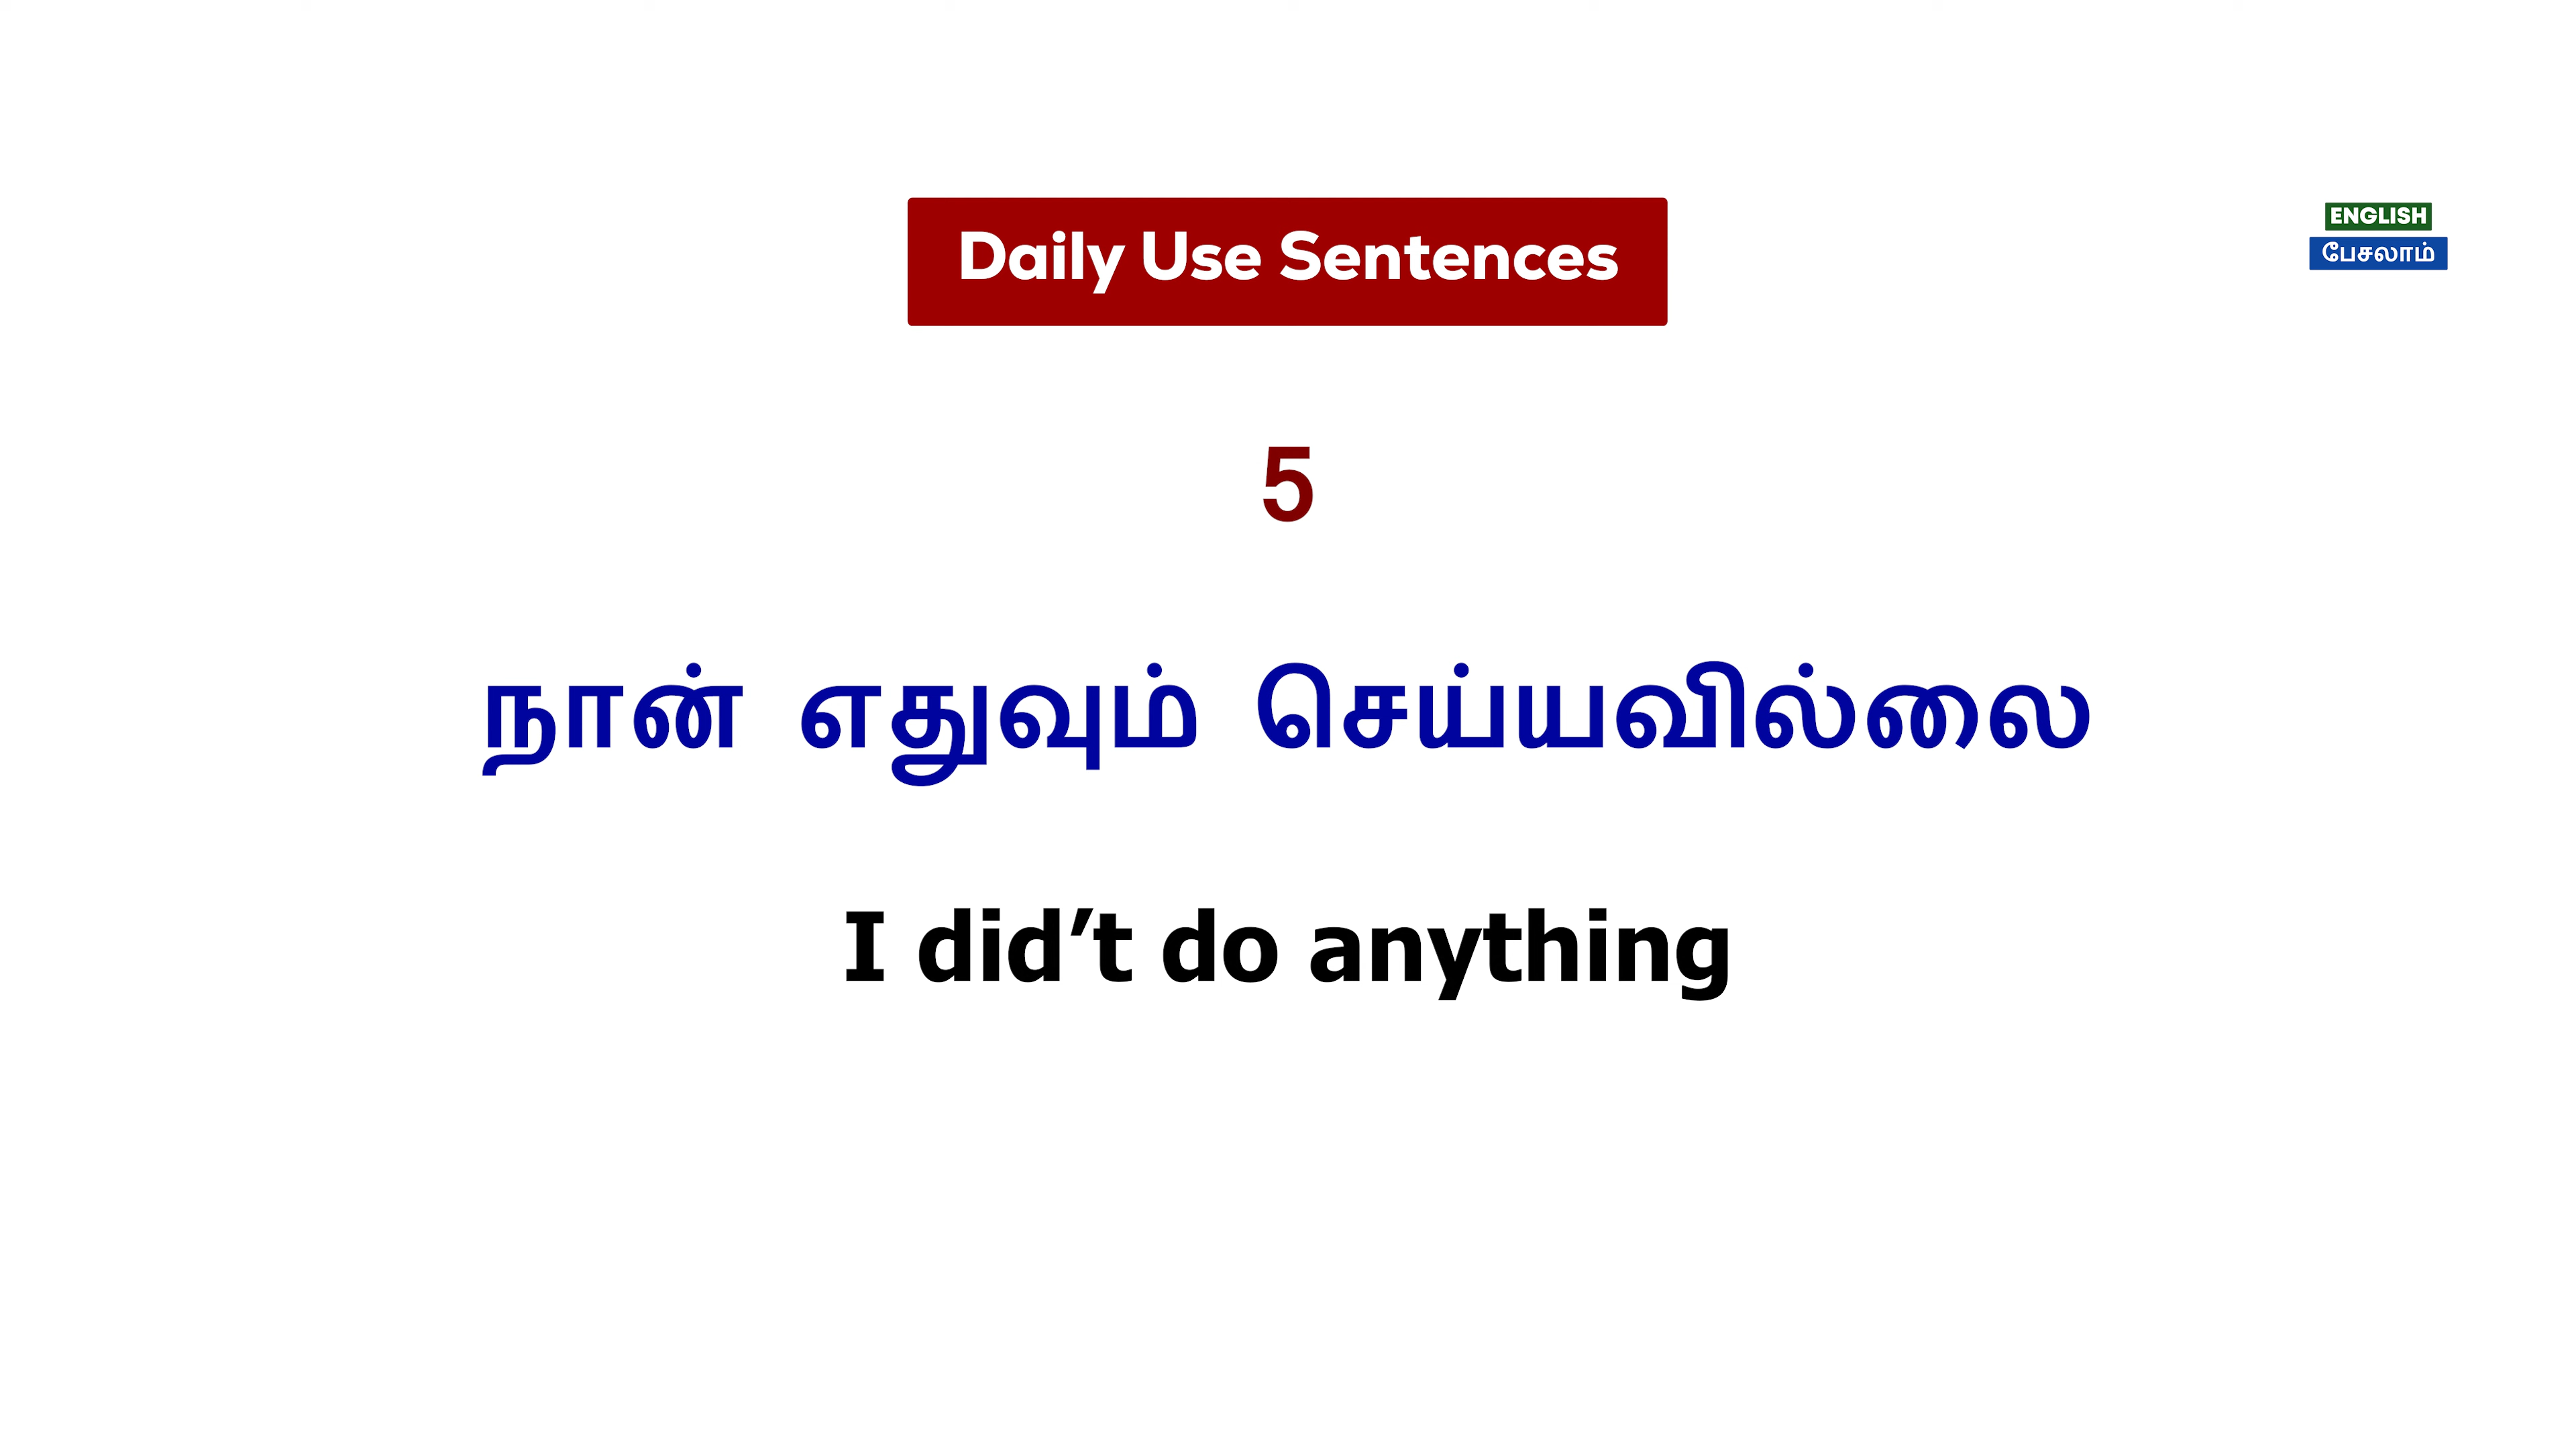 Daily Use Sentences
ENGLISH
பேசலாம்
5
நான் எதுவும் செய்யவில்லை
I did’t do anything